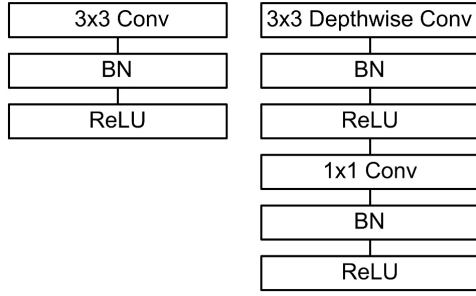 3x3 Conv
BN
ReLU
3x3 Depthwise Conv
BN
ReLU
1x1 Conv
BN
ReLU